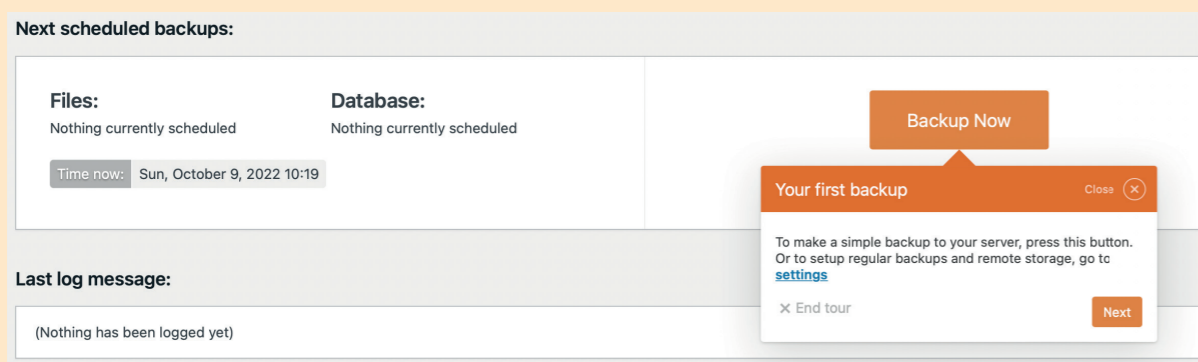 Next scheduled backups:
Files:
Nothing currently scheduled
Database:
Nothing currently scheduled
Time now: Sun, October 9, 2022 10:19
Backup Now
Your first backup
Close
To make a simple backup to your server, press this button.
Or to setup regular backups and remote storage, go to
settings
End tour
Next
Last log message:
(Nothing has been logged yet)